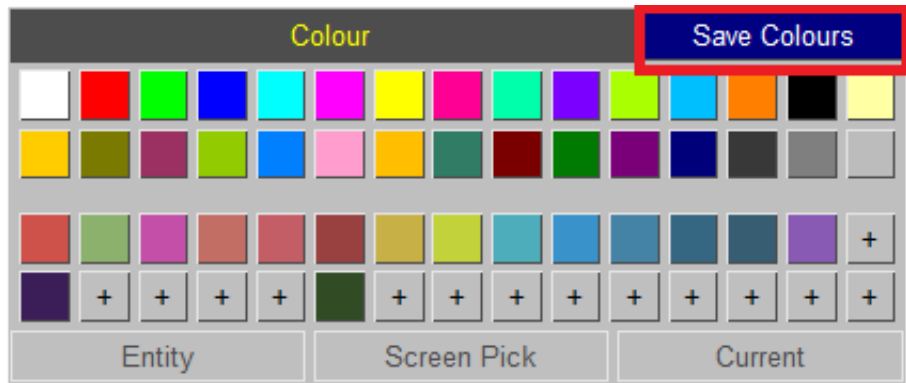 Colour Save Colours
+
+ + + + + + + + + + + + +
Entity Screen Pick Current